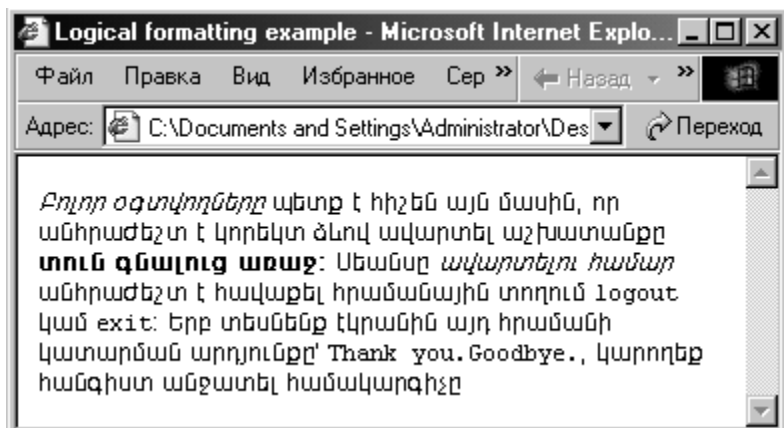 Logical formatting example - Microsoft Internet Explo...
Файл Правка Вид Избранное Сер » Назад »
Адрес: C:\Documents and Settings\Administrator\Des Переход
Բոլոր օգտվողները պետք է հիշեն այն մասին, որ
անհրաժեշտ է կորեկտ ձևով ավարտել աշխատանքը
տուն գնալուց առաջ: Սեանսը ավարտելու համար
անհրաժեշտ է հավաքել հրամանային տողում logout
կամ exit: Երբ տեսնենք էկրանին այդ հրամանի
կատարման արդյունքը՝ Thank you.Goodbye., կարողեք
հանգիստ անջատել համակարգիչը